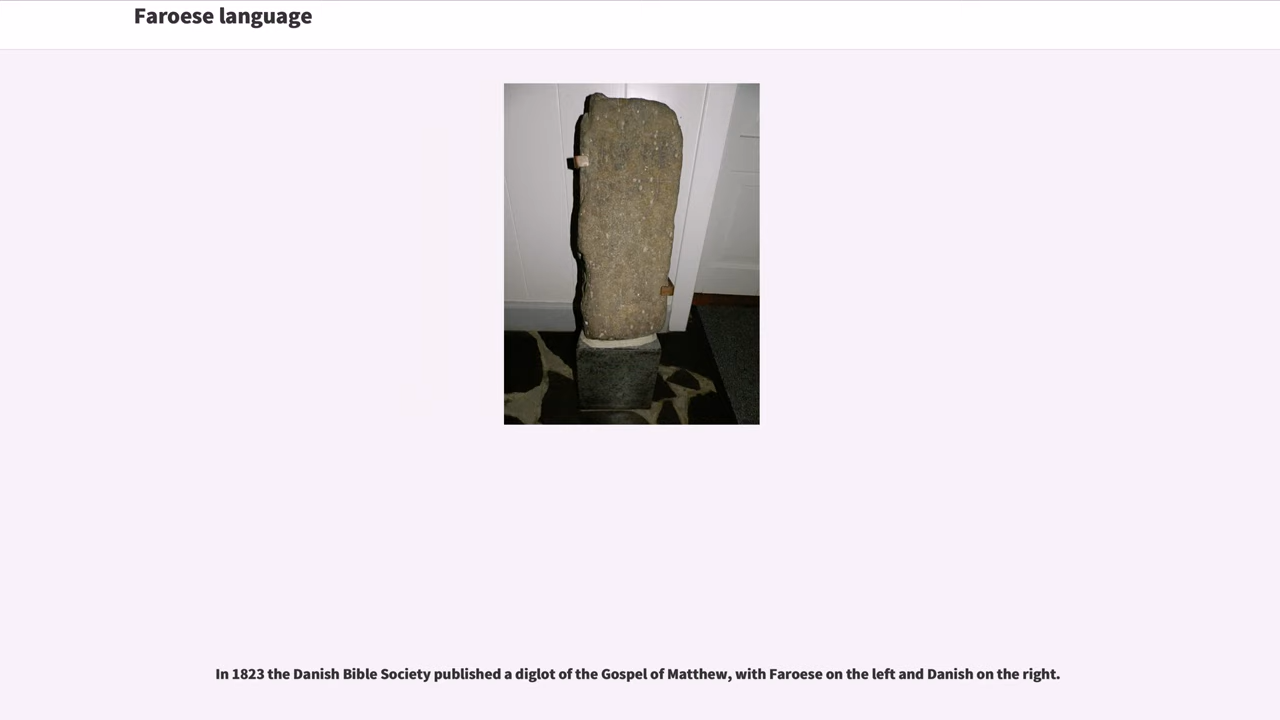 Faroese language
In 1823 the Danish Bible Society published a diglot of the Gospel of Matthew, with Faroese on the left and Danish on the right.